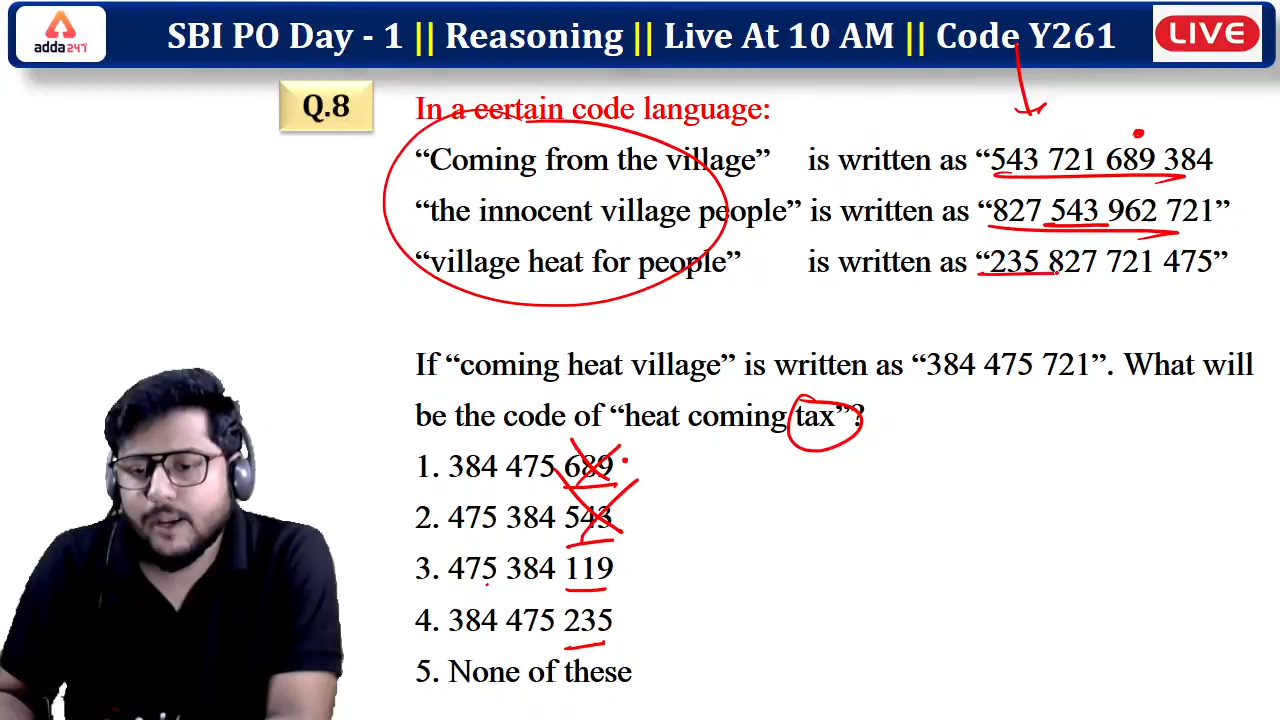 adda247
SBI PO Day - 1 || Reasoning || Live At 10 AM || Code Y261
LIVE
Q.8
In a certain code language:
“Coming from the village” is written as “543 721 689 384
“the innocent village people” is written as “827 543 962 721”
“village heat for people” is written as “235 827 721 475”
If “coming heat village” is written as “384 475 721”. What will
be the code of “heat coming tax”?
1. 384 475 689
2. 475 384 543
3. 475 384 119
4. 384 475 235
5. None of these